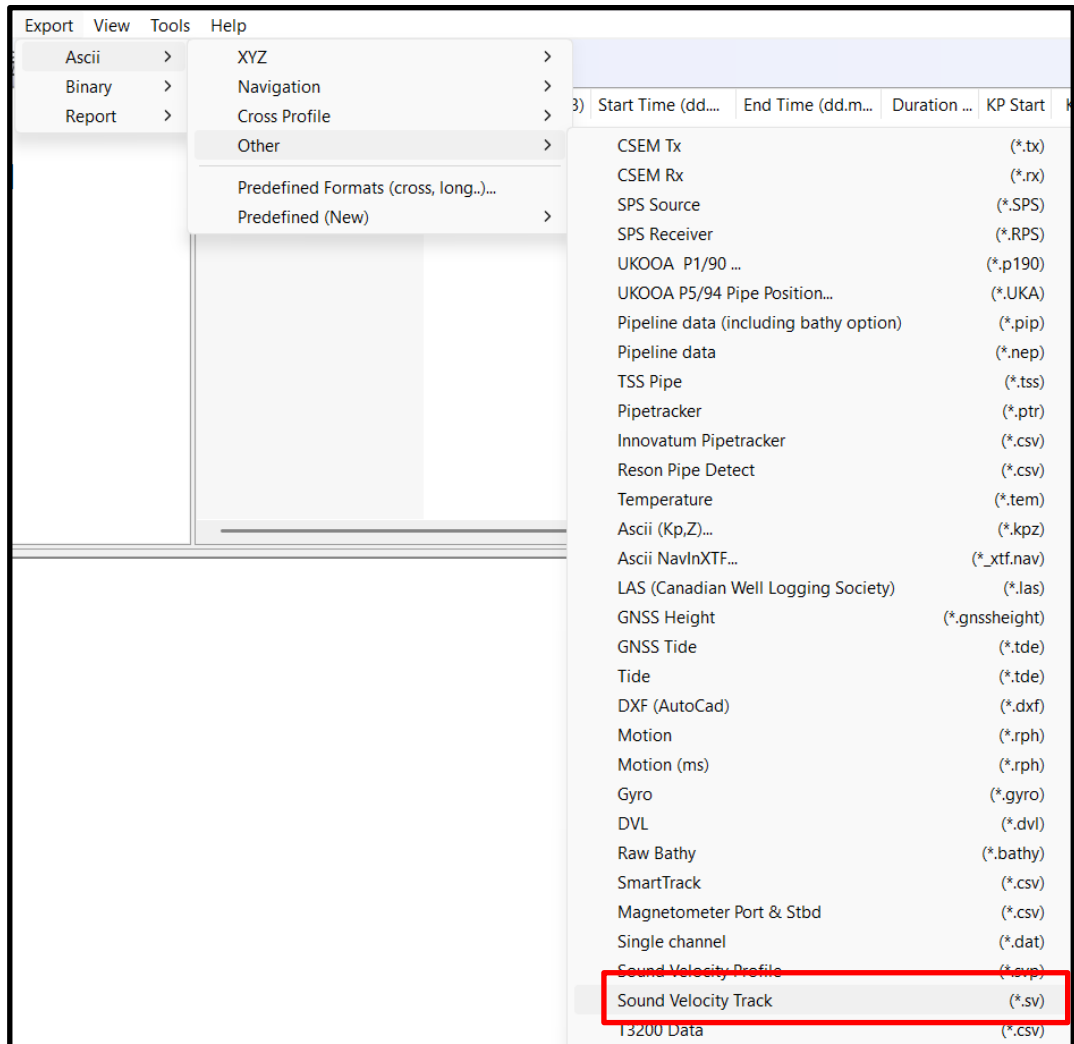 Export View Tools Help
Ascii >
Binary >
Report >
XYZ >
Navigation >
Cross Profile >
Other >
Predefined Formats (cross, long..)...
Predefined (New) >
3) Start Time (dd.... End Time (dd.m... Duration ... KP Start
CSEM Tx (*.tx)
CSEM Rx (*.rx)
SPS Source (*.SPS)
SPS Receiver (*.RPS)
UKOOA P1/90 ... (*.p190)
UKOOA P5/94 Pipe Position... (*.UKA)
Pipeline data (including bathy option) (*.pip)
Pipeline data (*.nep)
TSS Pipe (*.tss)
Pipetracker (*.ptr)
Innovatum Pipetracker (*.csv)
Reson Pipe Detect (*.csv)
Temperature (*.tem)
Ascii (Kp,Z)... (*.kpz)
Ascii NavInXTF... (*_xtf.nav)
LAS (Canadian Well Logging Society) (*.las)
GNSS Height (*.gnssheight)
GNSS Tide (*.tde)
Tide (*.tde)
DXF (AutoCad) (*.dxf)
Motion (*.rph)
Motion (ms) (*.rph)
Gyro (*.gyro)
DVL (*.dvl)
Raw Bathy (*.bathy)
SmartTrack (*.csv)
Magnetometer Port & Stbd (*.csv)
Single channel (*.dat)
Sound Velocity Profile (*.svp)
Sound Velocity Track (*.sv)
T3200 Data (*.csv)